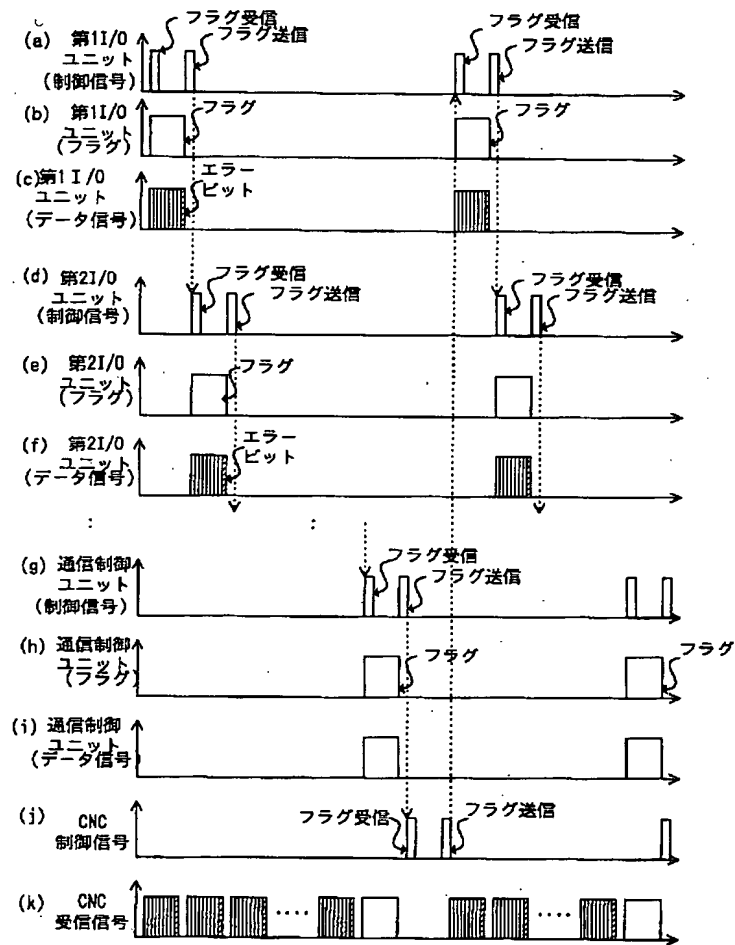 フラグ受信
フラグ送信
フラグ受信
フラグ送信
(a) 第1I/O
ユニット
(制御信号)
(b) 第1I/O
ユニット
(フラグ)
フラグ
フラグ
(c) 第1I/O
ユニット
(データ信号)
エラー
ビット
(d) 第2I/O
ユニット
(制御信号)
フラグ受信
フラグ送信
フラグ受信
フラグ送信
(e) 第2I/O
ユニット
(フラグ)
フラグ
(f) 第2I/O
ユニット
(データ信号)
エラー
ビット
:
:
(g) 通信制御
ユニット
(制御信号)
フラグ受信
フラグ送信
(h) 通信制御
ユニット
(フラグ)
フラグ
フラグ
(i) 通信制御
ユニット
(データ信号)
(j) CNC
制御信号
フラグ受信
フラグ送信
(k) CNC
受信信号
····
····